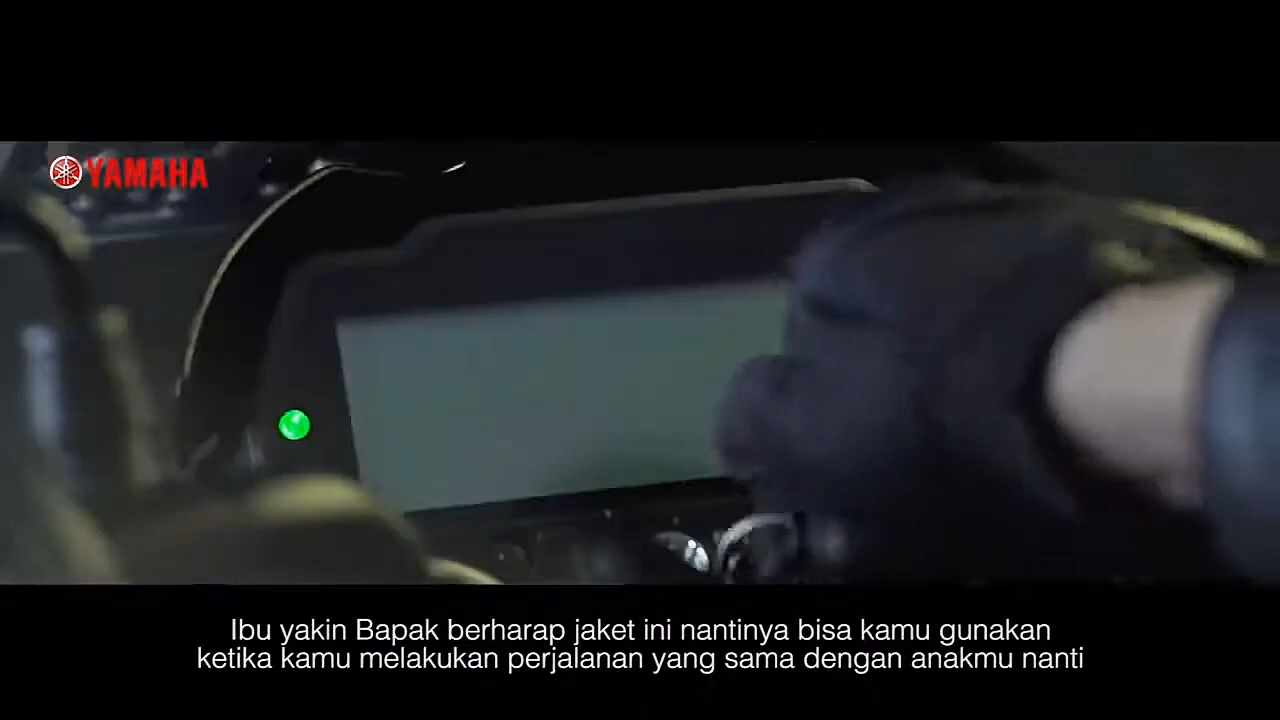 YAMAHA
Ibu yakin Bapak berharap jaket ini nantinya bisa kamu gunakan
ketika kamu melakukan perjalanan yang sama dengan anakmu nanti